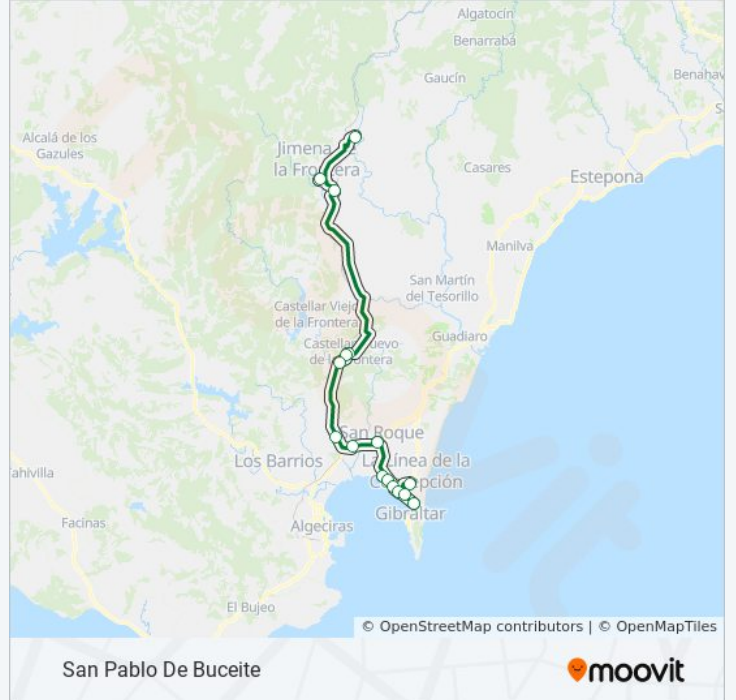 Algatocín
Benarrabá
Gaucín
Benahav
Alcalá de los
Gazules
Jimena de
la Frontera
Casares
Estepona
Manilva
San Martín
del Tesorillo
Castellar Viejo
de la Frontera
Castellar Nuevo
de la Frontera
Guadiaro
San Roque
Los Barrios
La Línea de la
Concepción
ahivilla
Gibraltar
Facinas
Algeciras
El Bujeo
© OpenStreetMap contributors | © OpenMapTiles
San Pablo De Buceite
moovit